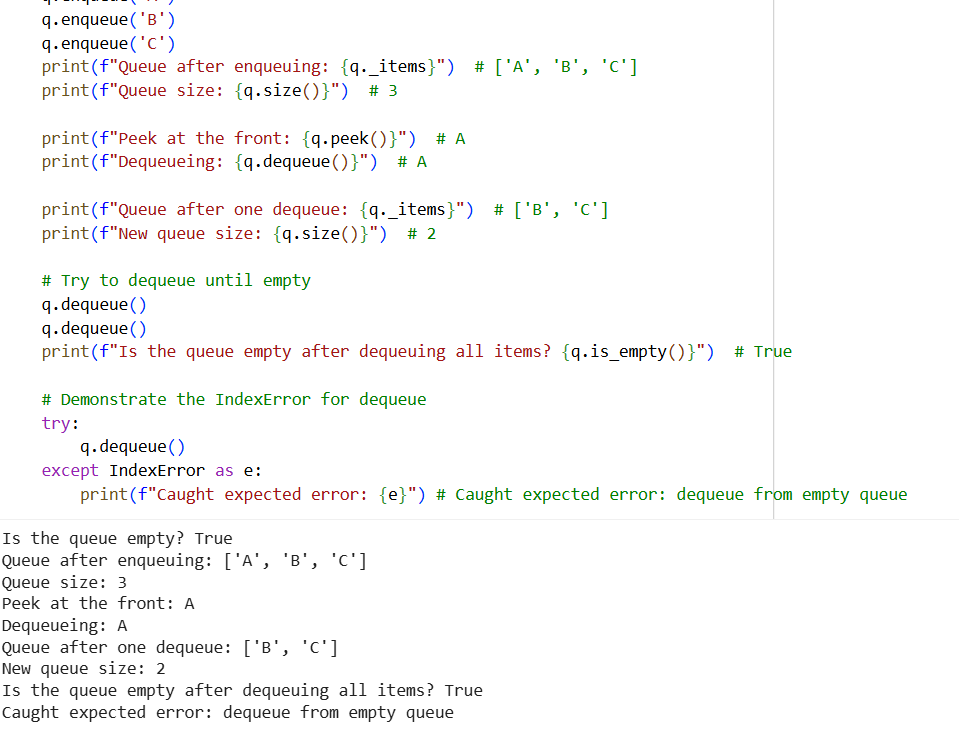 q.enqueue('B')
q.enqueue('C')
print(f"Queue after enqueuing: {q._items}")  # ['A', 'B', 'C']
print(f"Queue size: {q.size()}")  # 3
print(f"Peek at the front: {q.peek()}")  # A
print(f"Dequeueing: {q.dequeue()}")  # A
print(f"Queue after one dequeue: {q._items}")  # ['B', 'C']
print(f"New queue size: {q.size()}")  # 2
# Try to dequeue until empty
q.dequeue()
q.dequeue()
print(f"Is the queue empty after dequeuing all items? {q.is_empty()}")  # True
# Demonstrate the IndexError for dequeue
try:
    q.dequeue()
except IndexError as e:
    print(f"Caught expected error: {e}") # Caught expected error: dequeue from empty queue
Is the queue empty? True
Queue after enqueuing: ['A', 'B', 'C']
Queue size: 3
Peek at the front: A
Dequeueing: A
Queue after one dequeue: ['B', 'C']
New queue size: 2
Is the queue empty after dequeuing all items? True
Caught expected error: dequeue from empty queue